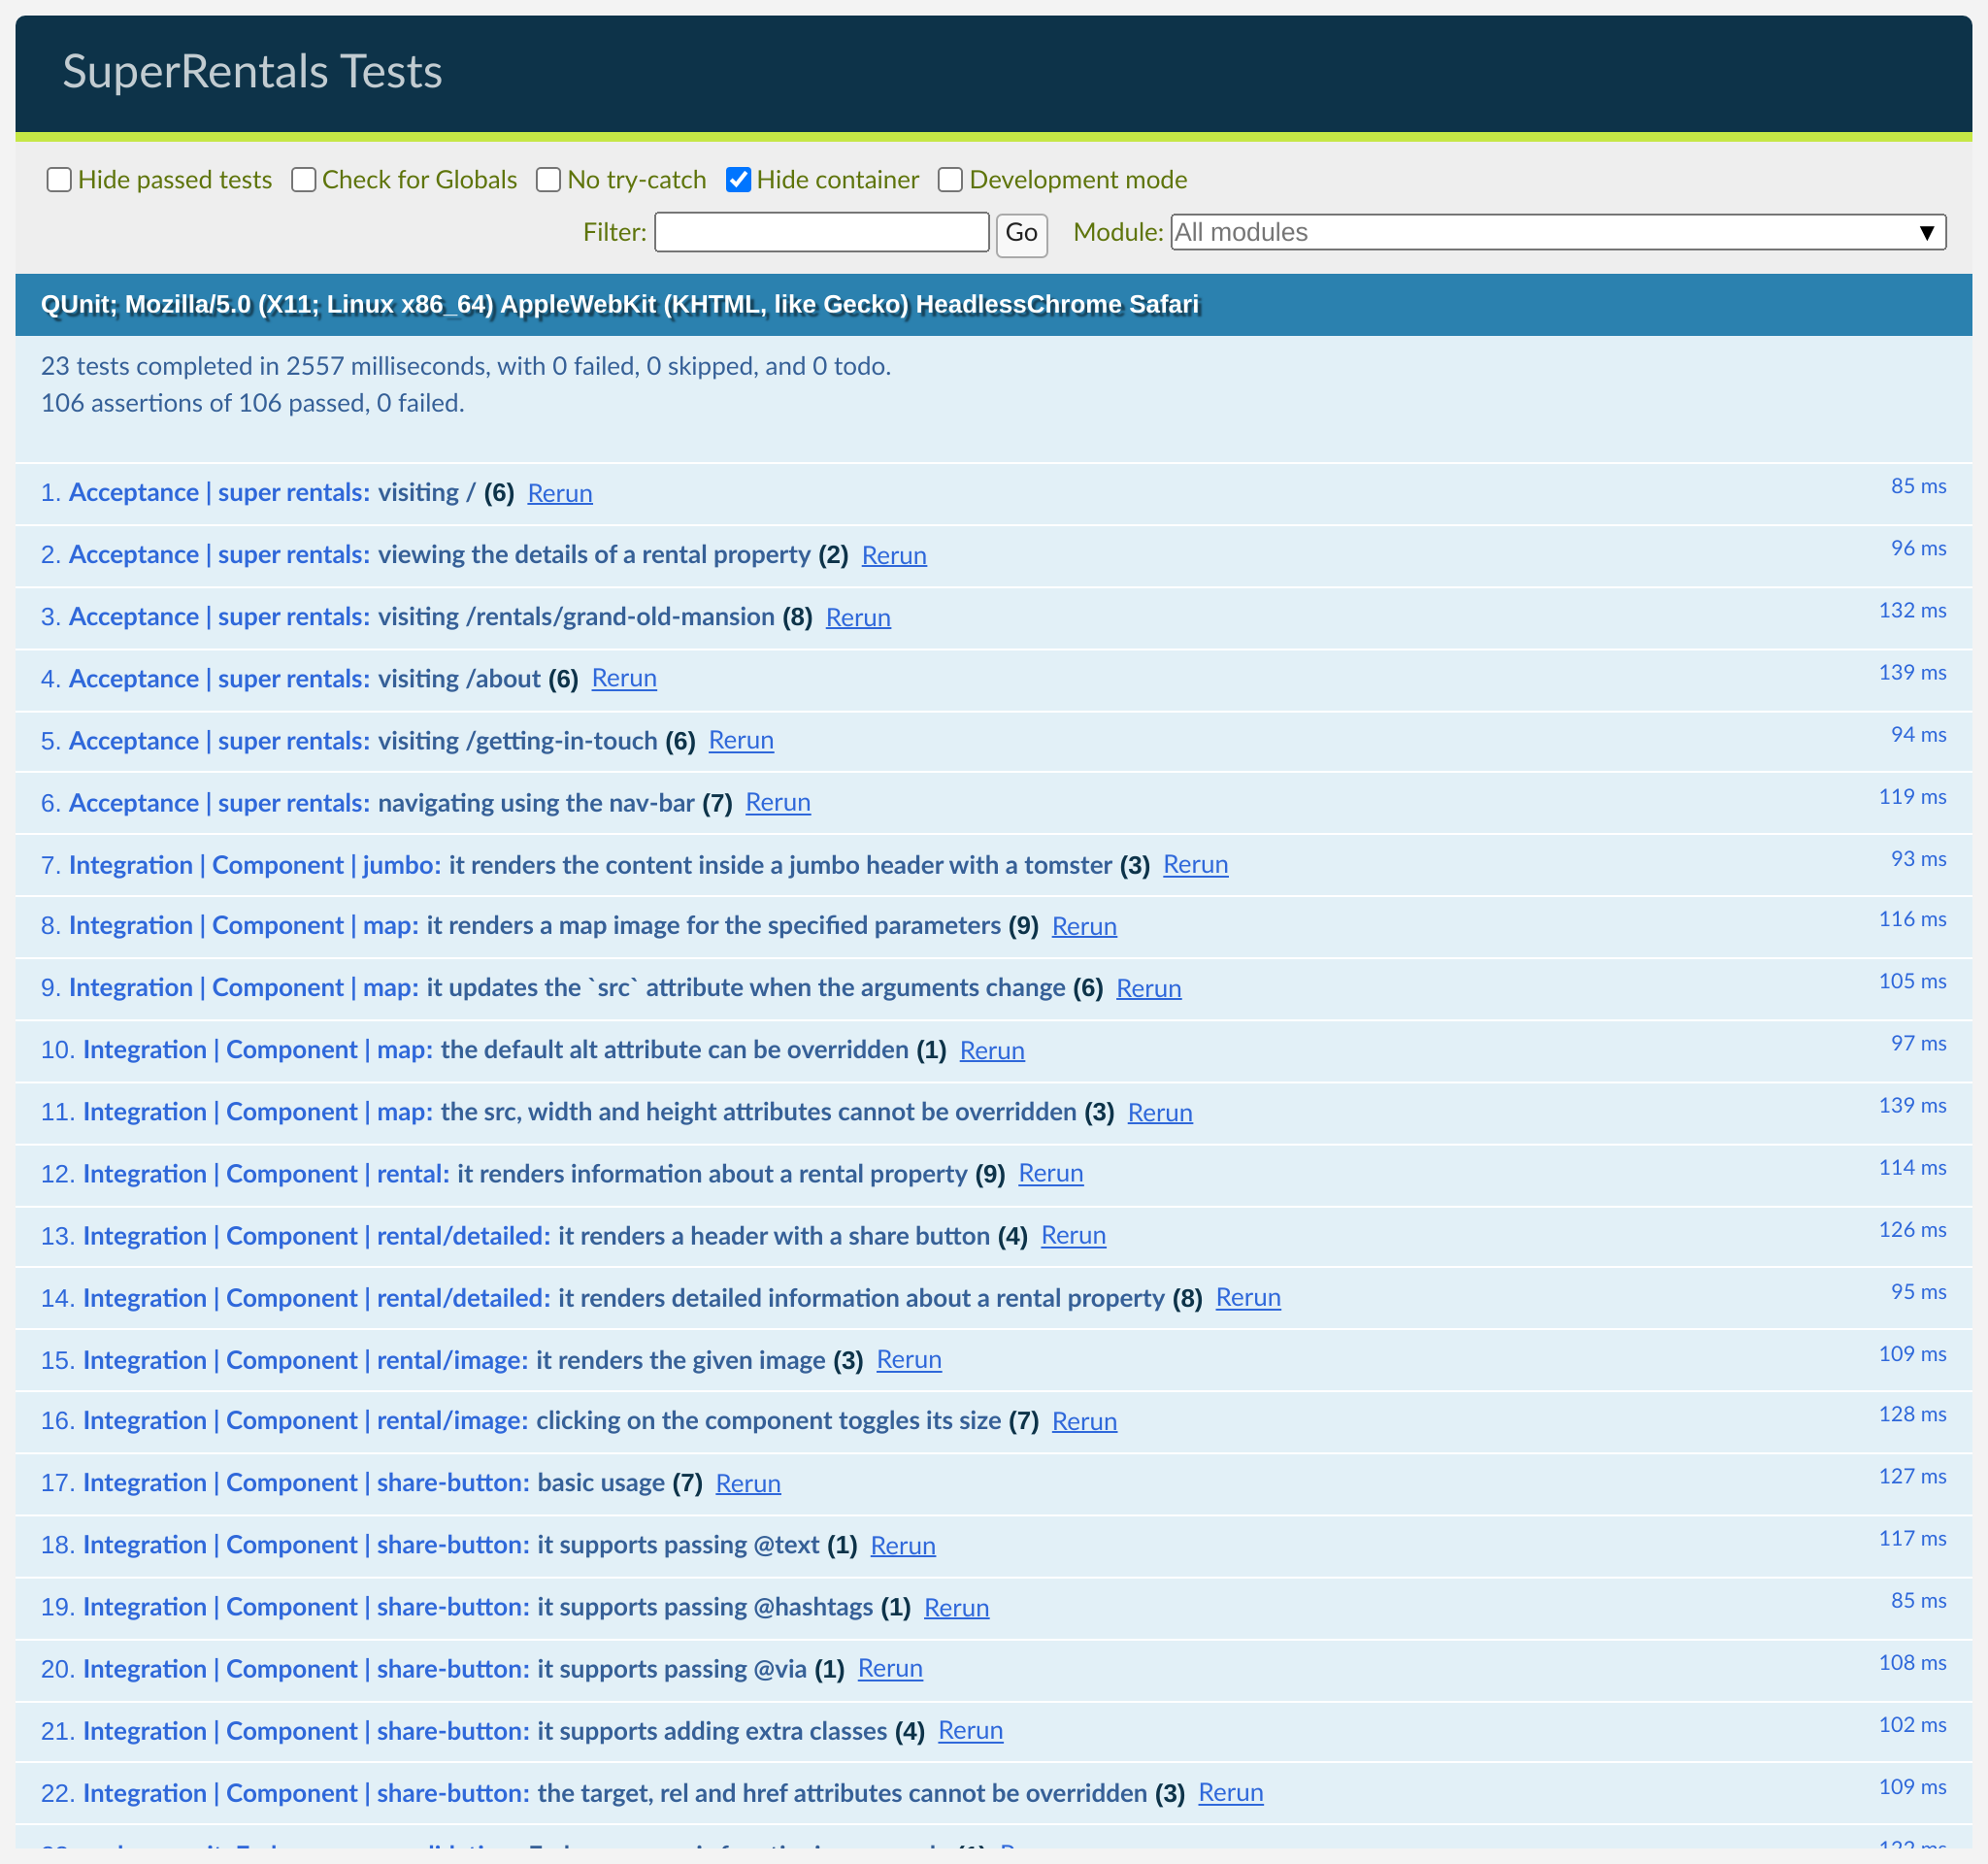 SuperRentals Tests
Hide passed tests Check for Globals No try-catch Hide container Development mode
Filter: Go Module: All modules ▼
QUnit; Mozilla/5.0 (X11; Linux x86_64) AppleWebKit (KHTML, like Gecko) HeadlessChrome Safari
23 tests completed in 2557 milliseconds, with 0 failed, 0 skipped, and 0 todo.
106 assertions of 106 passed, 0 failed.
1. Acceptance | super rentals: visiting / (6) Rerun 85 ms
2. Acceptance | super rentals: viewing the details of a rental property (2) Rerun 96 ms
3. Acceptance | super rentals: visiting /rentals/grand-old-mansion (8) Rerun 132 ms
4. Acceptance | super rentals: visiting /about (6) Rerun 139 ms
5. Acceptance | super rentals: visiting /getting-in-touch (6) Rerun 94 ms
6. Acceptance | super rentals: navigating using the nav-bar (7) Rerun 119 ms
7. Integration | Component | jumbo: it renders the content inside a jumbo header with a tomster (3) Rerun 93 ms
8. Integration | Component | map: it renders a map image for the specified parameters (9) Rerun 116 ms
9. Integration | Component | map: it updates the `src` attribute when the arguments change (6) Rerun 105 ms
10. Integration | Component | map: the default alt attribute can be overridden (1) Rerun 97 ms
11. Integration | Component | map: the src, width and height attributes cannot be overridden (3) Rerun 139 ms
12. Integration | Component | rental: it renders information about a rental property (9) Rerun 114 ms
13. Integration | Component | rental/detailed: it renders a header with a share button (4) Rerun 126 ms
14. Integration | Component | rental/detailed: it renders detailed information about a rental property (8) Rerun 95 ms
15. Integration | Component | rental/image: it renders the given image (3) Rerun 109 ms
16. Integration | Component | rental/image: clicking on the component toggles its size (7) Rerun 128 ms
17. Integration | Component | share-button: basic usage (7) Rerun 127 ms
18. Integration | Component | share-button: it supports passing @text (1) Rerun 117 ms
19. Integration | Component | share-button: it supports passing @hashtags (1) Rerun 85 ms
20. Integration | Component | share-button: it supports passing @via (1) Rerun 108 ms
21. Integration | Component | share-button: it supports adding extra classes (4) Rerun 102 ms
22. Integration | Component | share-button: the target, rel and href attributes cannot be overridden (3) Rerun 109 ms